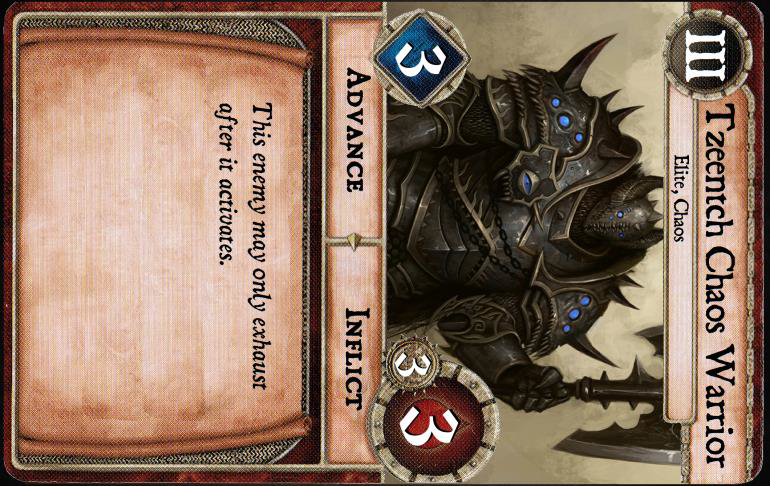 III
Tzeentch Chaos Warrior
Elite, Chaos
3
3
3
ADVANCE
INFLICT
This enemy may only exhaust
after it activates.